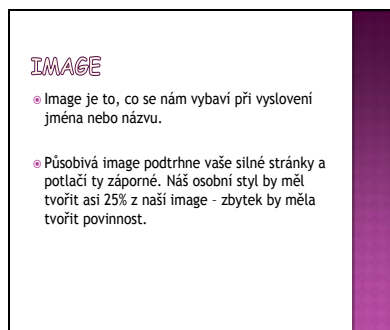 IMAGE
Image je to, co se nám vybaví při vyslovení
jména nebo názvu.
Působivá image podtrhne vaše silné stránky a
potlačí ty záporné. Náš osobní styl by měl
tvořit asi 25% z naší image – zbytek by měla
tvořit povinnost.